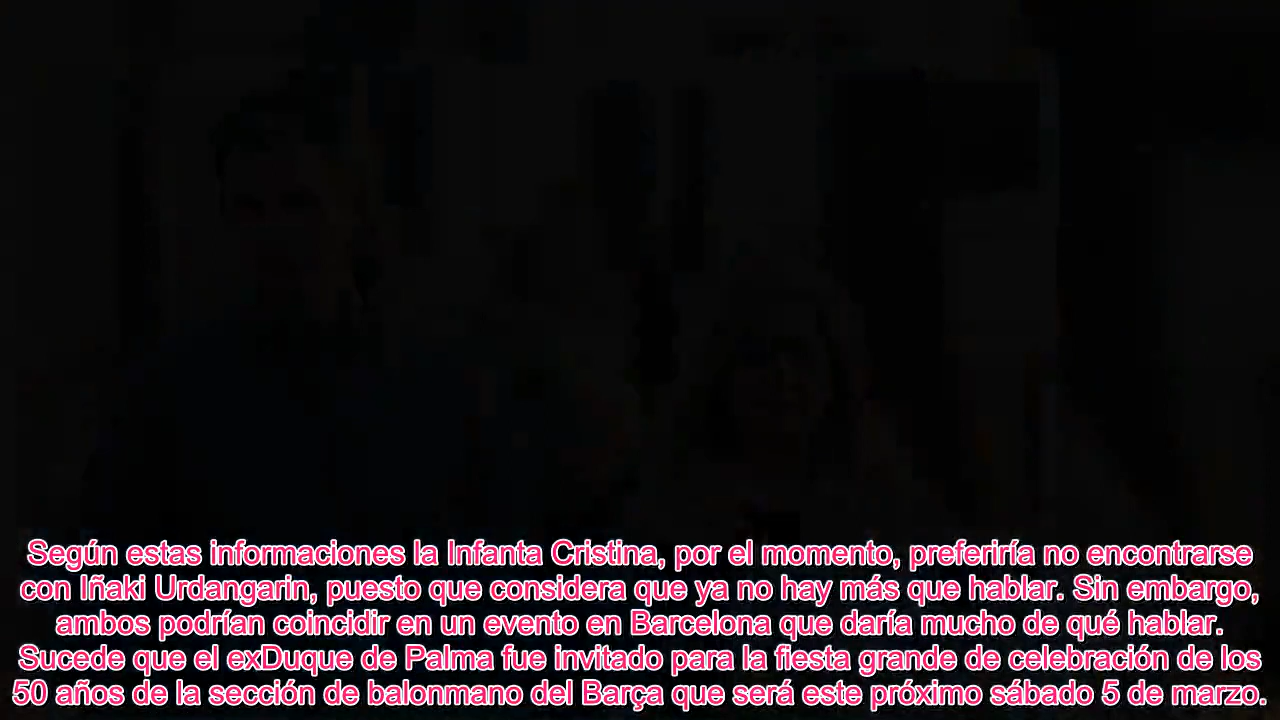 Según estas informaciones la Infanta Cristina, por el momento, preferiría no encontrarse
con Iñaki Urdangarin, puesto que considera que ya no hay más que hablar. Sin embargo,
ambos podrían coincidir en un evento en Barcelona que daría mucho de qué hablar.
Sucede que el exDuque de Palma fue invitado para la fiesta grande de celebración de los
50 años de la sección de balonmano del Barça que será este próximo sábado 5 de marzo.